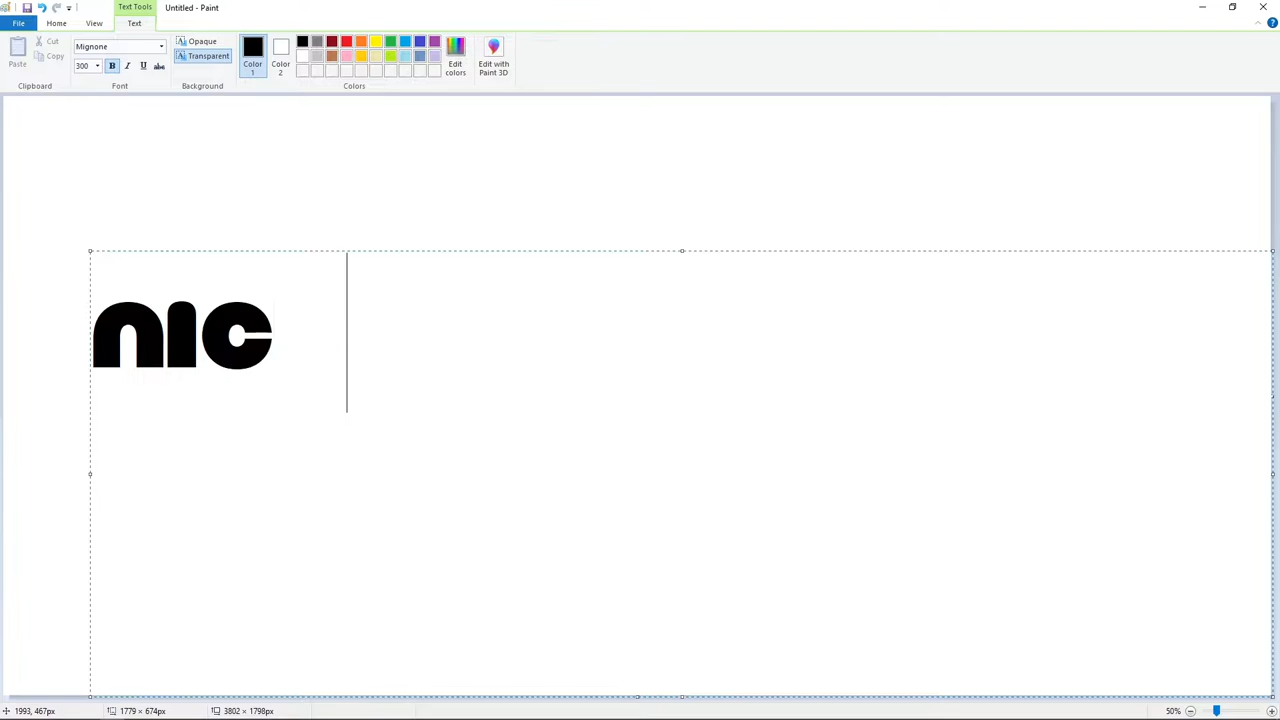 Text Tools
Untitled - Paint
File
Home
View
Text
Paste
Cut
Copy
Clipboard
Mignone
300
B
I
U
abc
Font
Opaque
Transparent
Background
Color 1
Color 2
Colors
Edit colors
Edit with Paint 3D
nic
1993, 467px
1779 × 674px
3802 × 1798px
50%